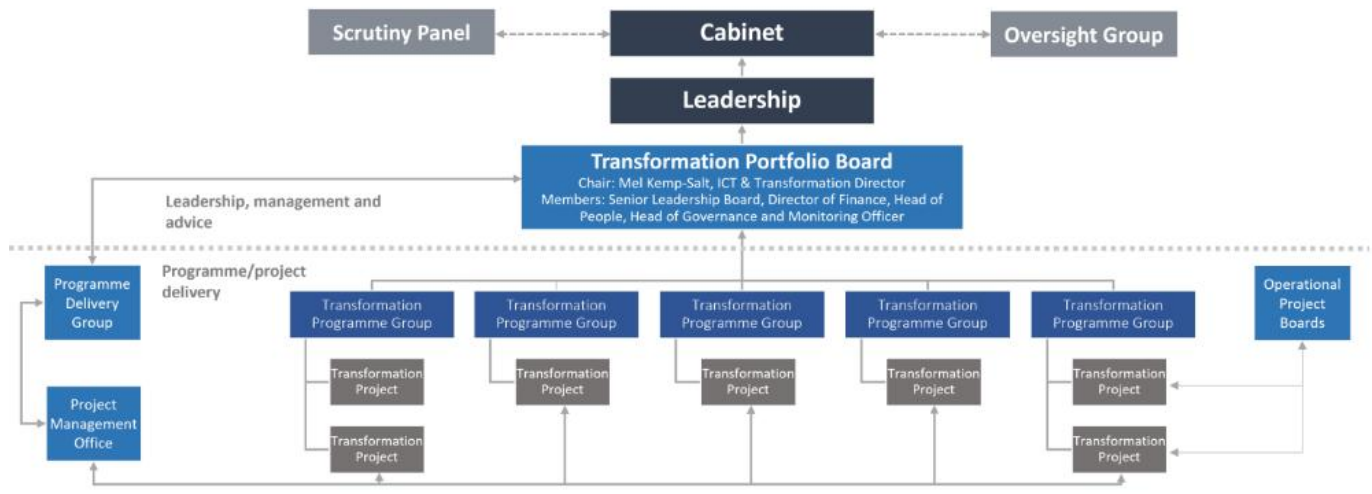 Scrutiny Panel
Cabinet
Oversight Group
Leadership
Transformation Portfolio Board
Chair: Mel Kemp-Salt, ICT & Transformation Director
Members: Senior Leadership Board, Director of Finance, Head of
People, Head of Governance and Monitoring Officer
Leadership, management and
advice
Programme/project
delivery
Programme
Delivery
Group
Transformation
Programme Group
Transformation
Programme Group
Transformation
Programme Group
Transformation
Programme Group
Transformation
Programme Group
Operational
Project
Boards
Transformation
Project
Transformation
Project
Transformation
Project
Transformation
Project
Transformation
Project
Project
Management
Office
Transformation
Project
Transformation
Project